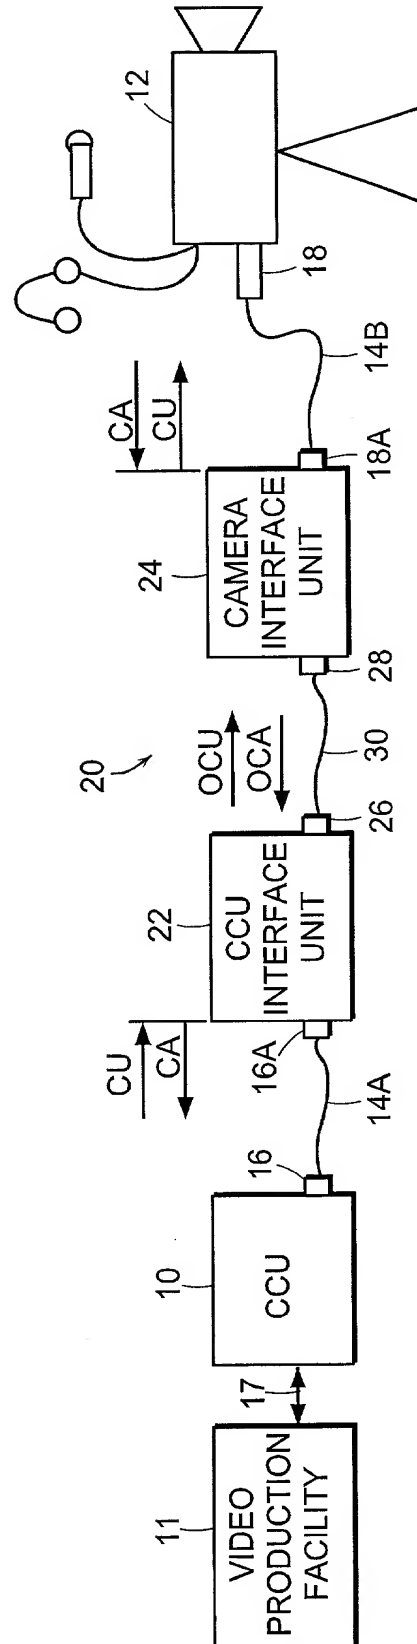 11
VIDEO
PRODUCTION
FACILITY
17
10
CCU
16
14A
CU
CA
16A
22
CCU
INTERFACE
UNIT
26
20
OCU
OCA
30
28
24
CAMERA
INTERFACE
UNIT
18A
CA
CU
14B
18
12